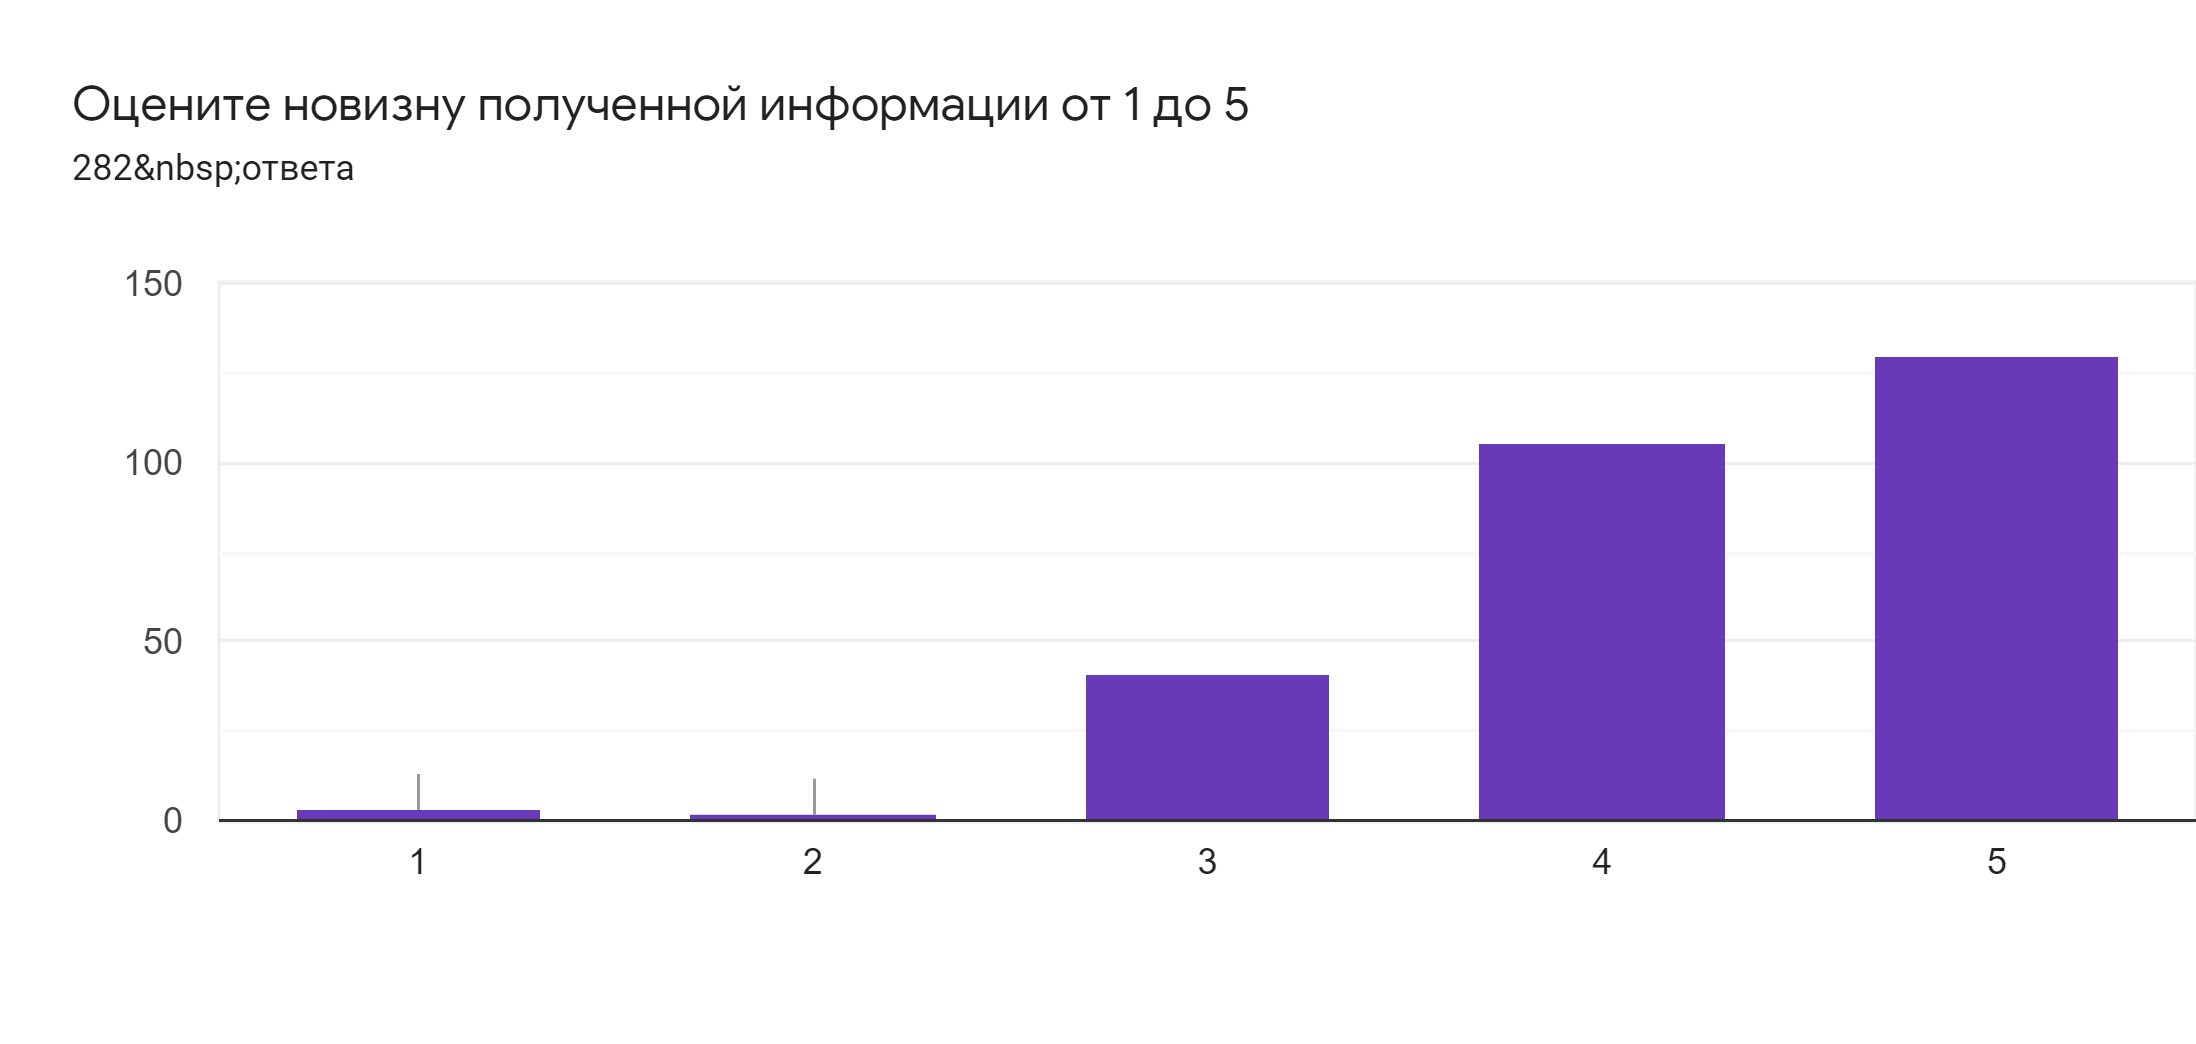 Оцените новизну полученной информации от 1 до 5
282&nbsp;ответа
150
100
50
0
1 2 3 4 5